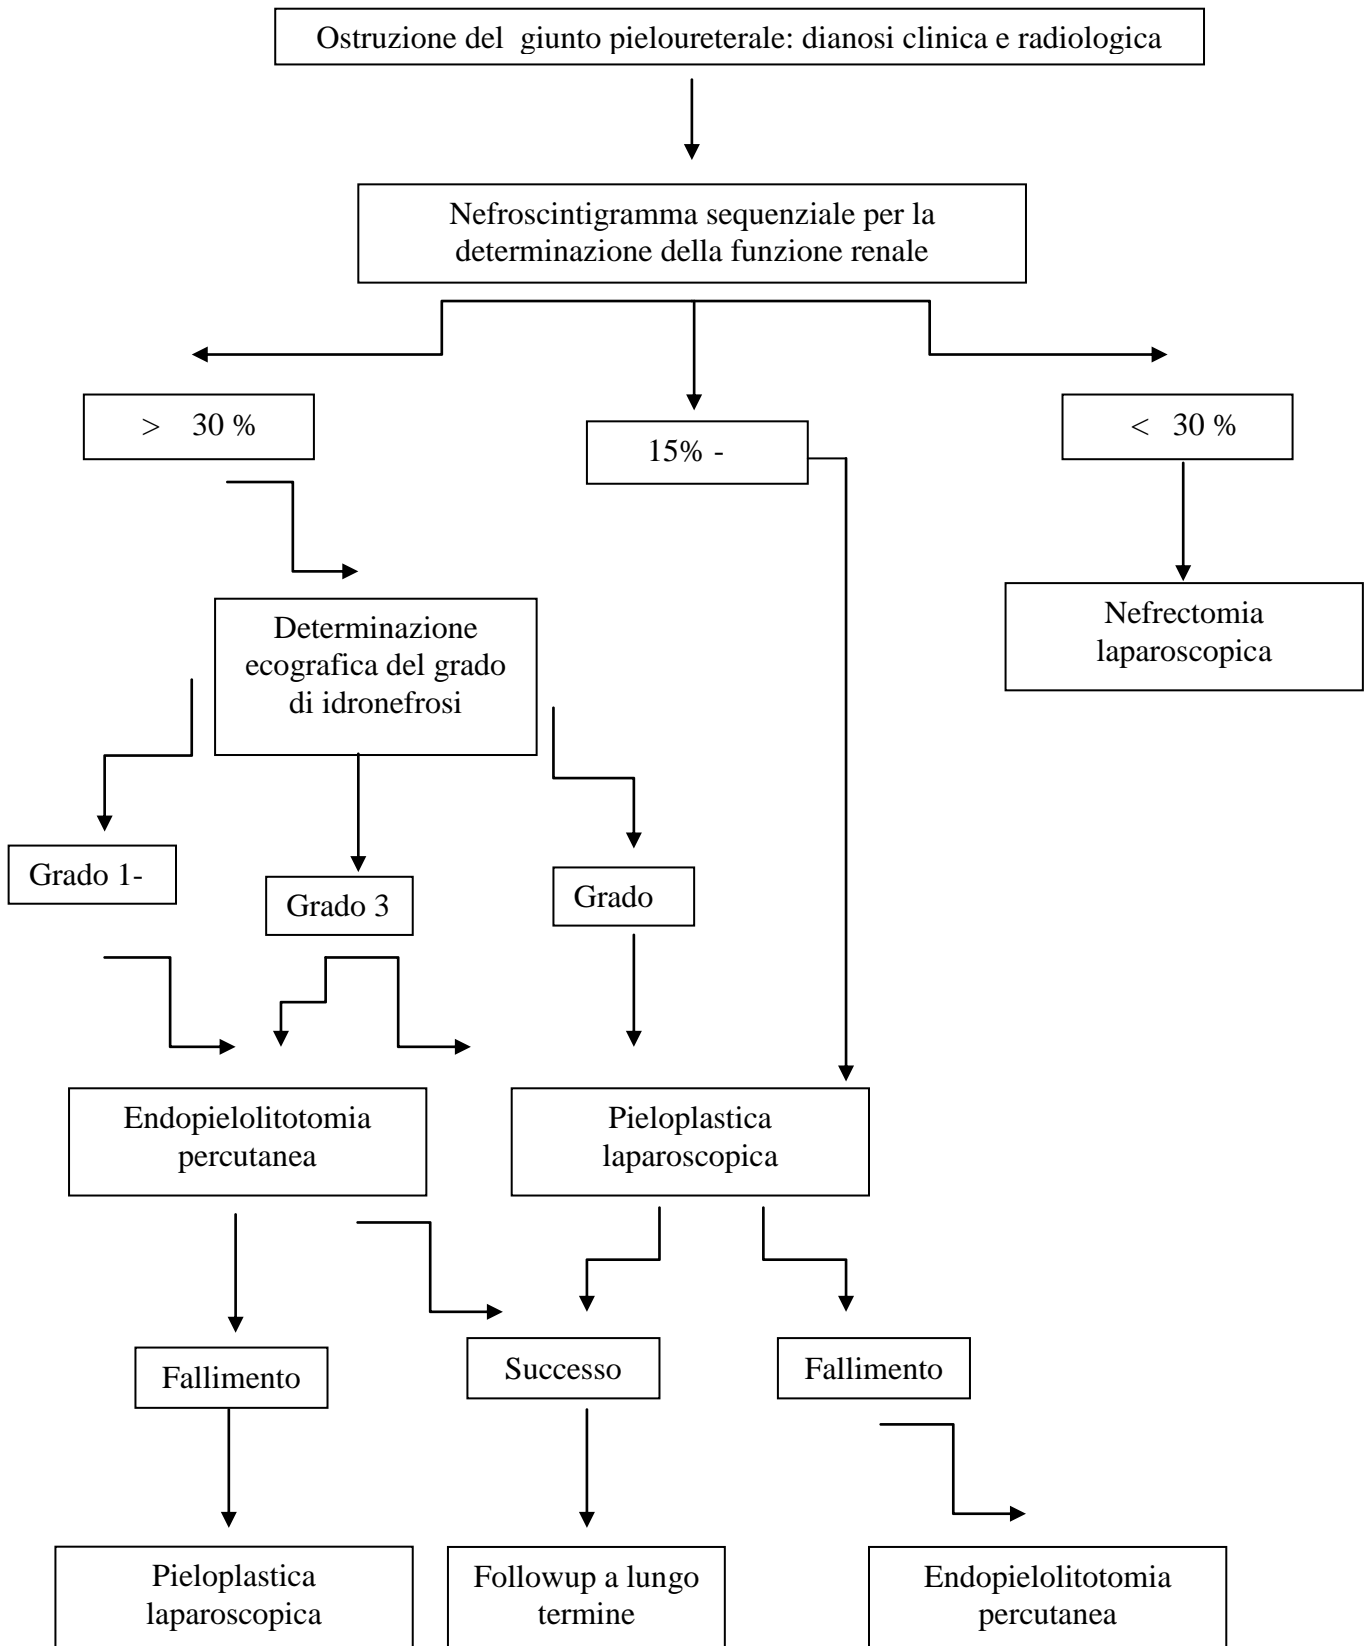 Ostruzione del giunto pieloureterale: dianosi clinica e radiologica
Nefroscintigramma sequenziale per la
determinazione della funzione renale
> 30 %
15% -
< 30 %
Determinazione
ecografica del grado
di idronefrosi
Nefrectomia
laparoscopica
Grado 1-
Grado 3
Grado
Endopielolitotomia
percutanea
Pieloplastica
laparoscopica
Fallimento
Successo
Fallimento
Pieloplastica
laparoscopica
Followup a lungo
termine
Endopielolitotomia
percutanea